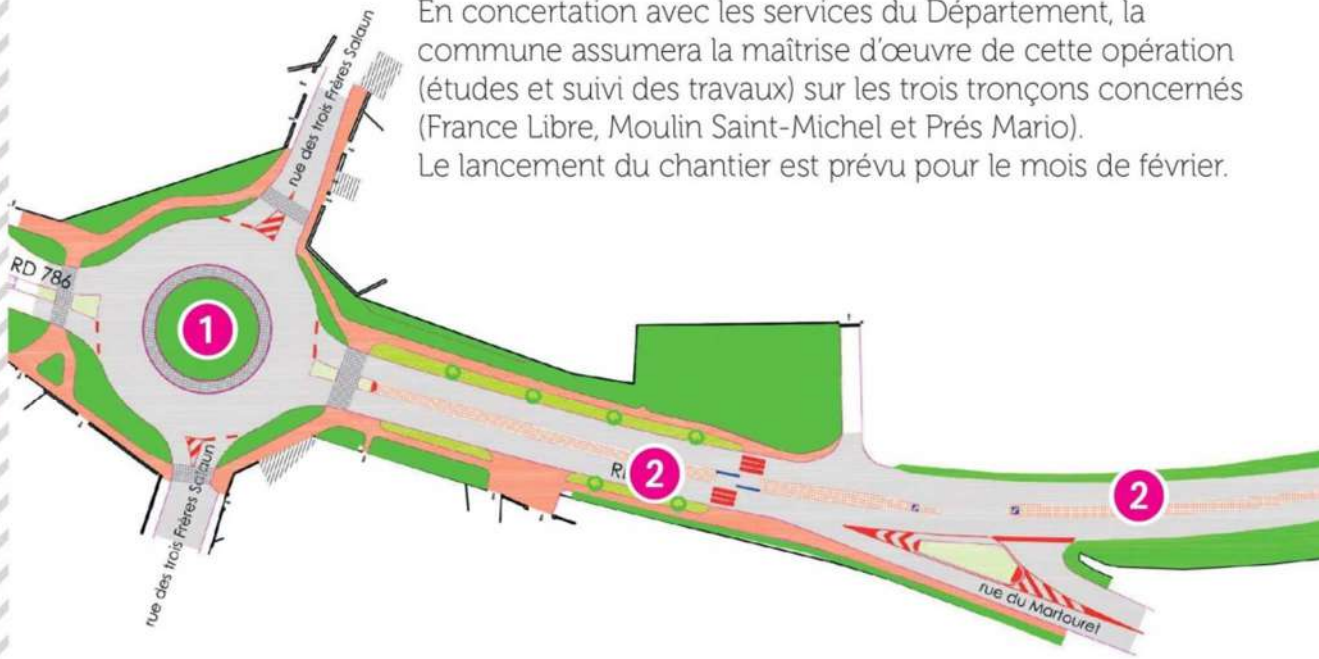 En concertation avec les services du Département, la
commune assumera la maîtrise d'œuvre de cette opération
(études et suivi des travaux) sur les trois tronçons concernés
(France Libre, Moulin Saint-Michel et Prés Mario).
Le lancement du chantier est prévu pour le mois de février.
rue des trois Frères Salaun
RD 786
1
2
2
rue des trois Frères Salaun
rue du Martouret